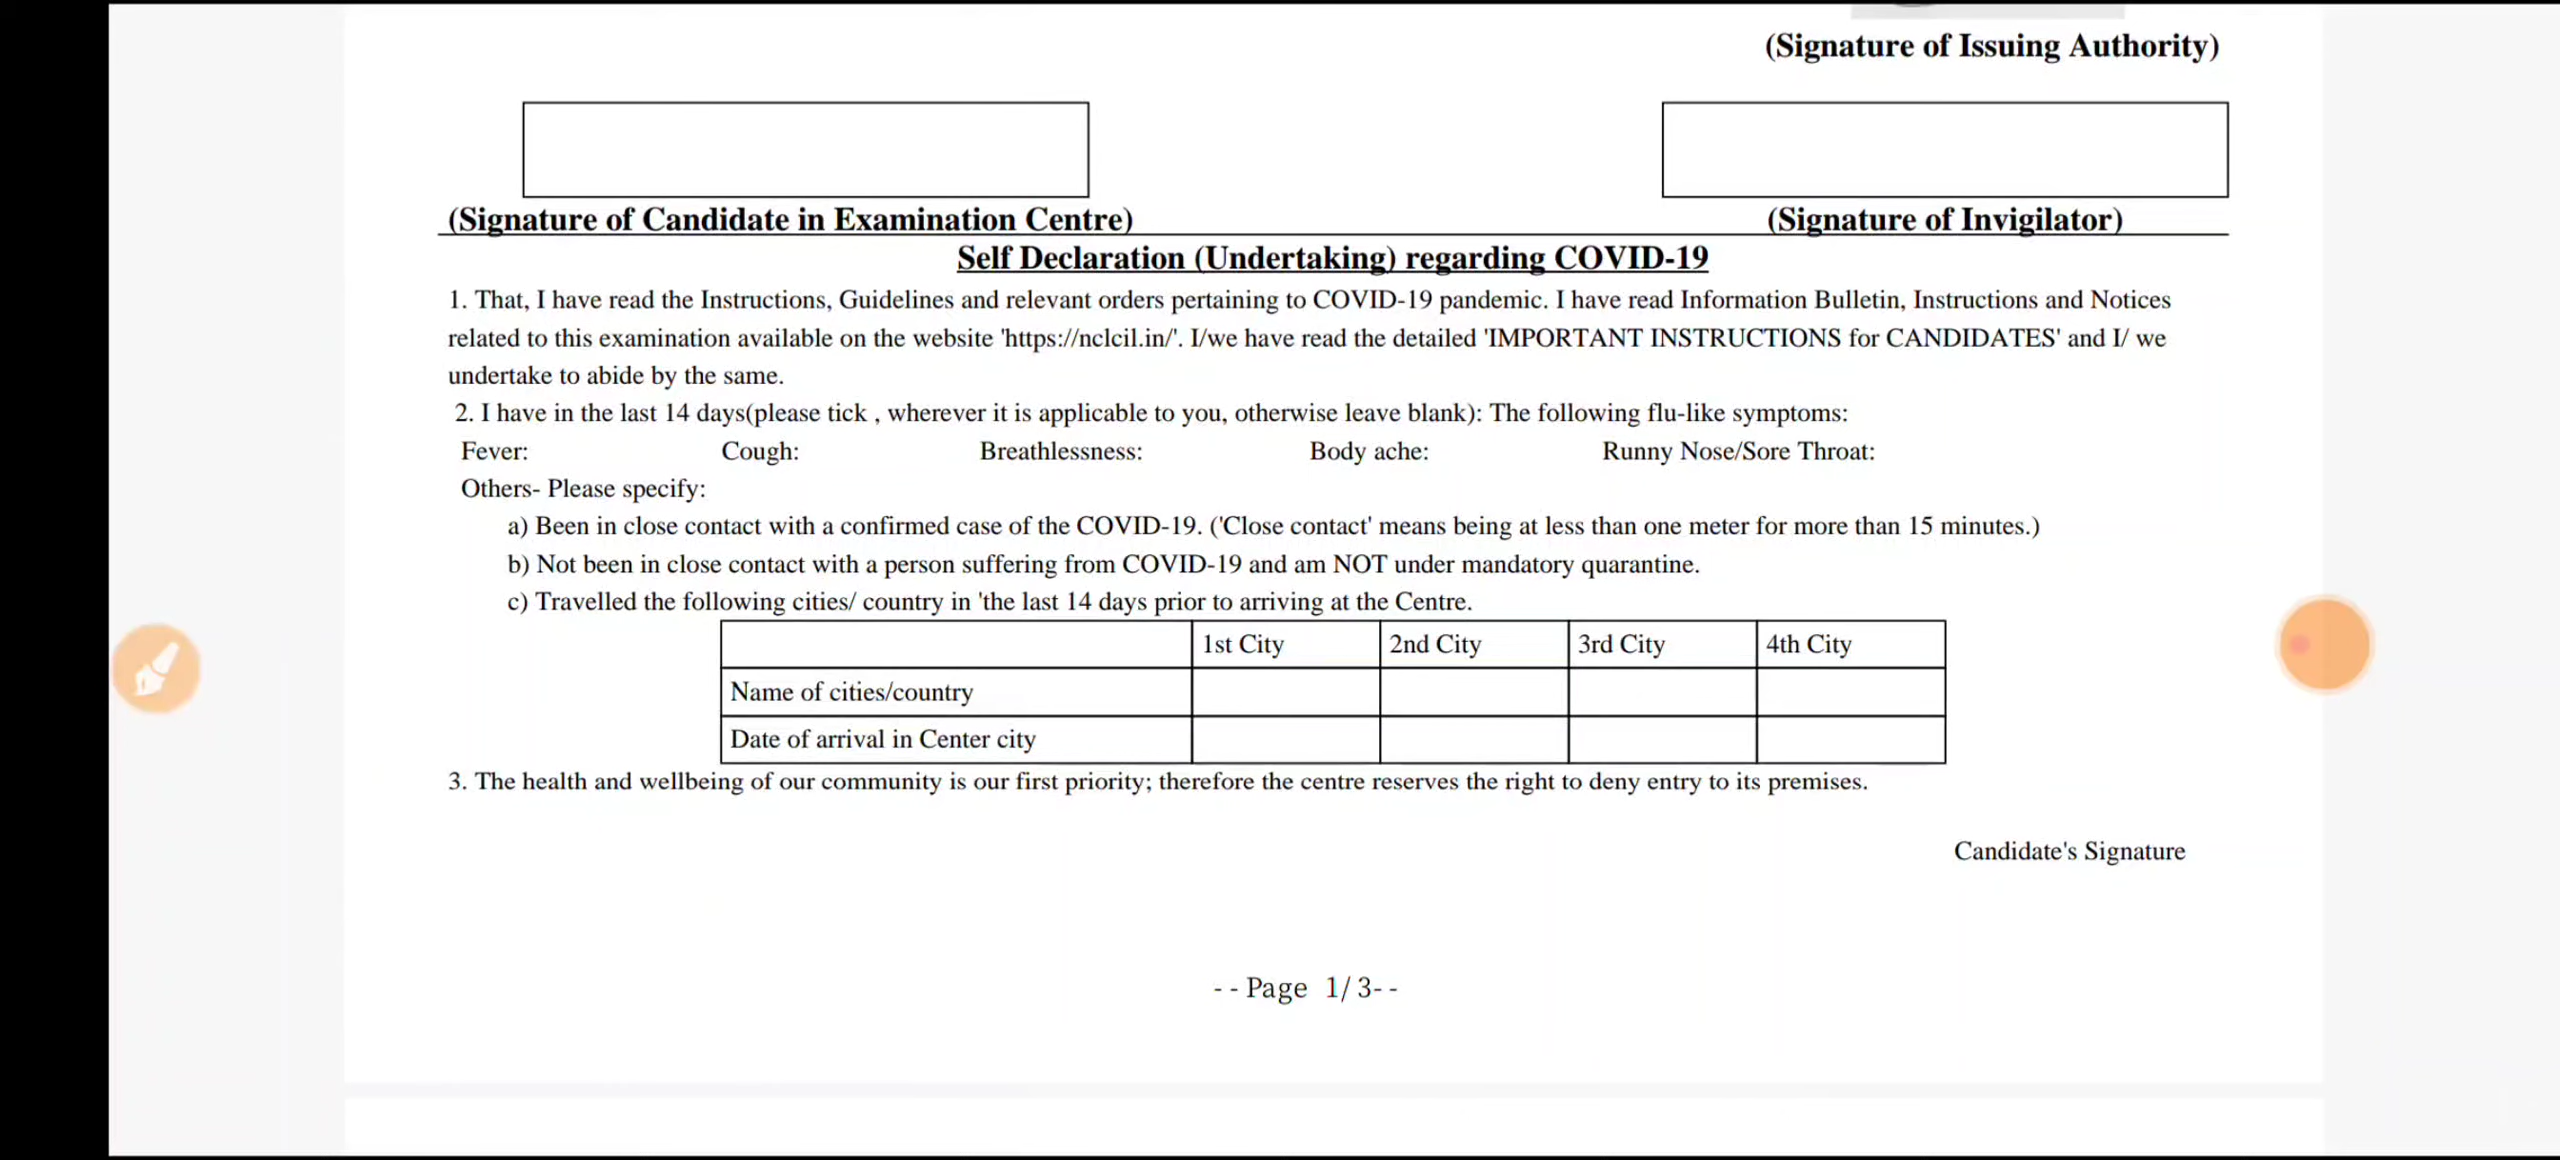 (Signature of Issuing Authority)
(Signature of Candidate in Examination Centre) (Signature of Invigilator)
Self Declaration (Undertaking) regarding COVID-19
1. That, I have read the Instructions, Guidelines and relevant orders pertaining to COVID-19 pandemic. I have read Information Bulletin, Instructions and Notices
related to this examination available on the website 'https://nclcil.in/'. I/we have read the detailed 'IMPORTANT INSTRUCTIONS for CANDIDATES' and I/ we
undertake to abide by the same.
2. I have in the last 14 days(please tick , wherever it is applicable to you, otherwise leave blank): The following flu-like symptoms:
Fever: Cough: Breathlessness: Body ache: Runny Nose/Sore Throat:
Others- Please specify:
a) Been in close contact with a confirmed case of the COVID-19. ('Close contact' means being at less than one meter for more than 15 minutes.)
b) Not been in close contact with a person suffering from COVID-19 and am NOT under mandatory quarantine.
c) Travelled the following cities/ country in 'the last 14 days prior to arriving at the Centre.
1st City 2nd City 3rd City 4th City
Name of cities/country
Date of arrival in Center city
3. The health and wellbeing of our community is our first priority; therefore the centre reserves the right to deny entry to its premises.
Candidate's Signature
--Page 1/3--